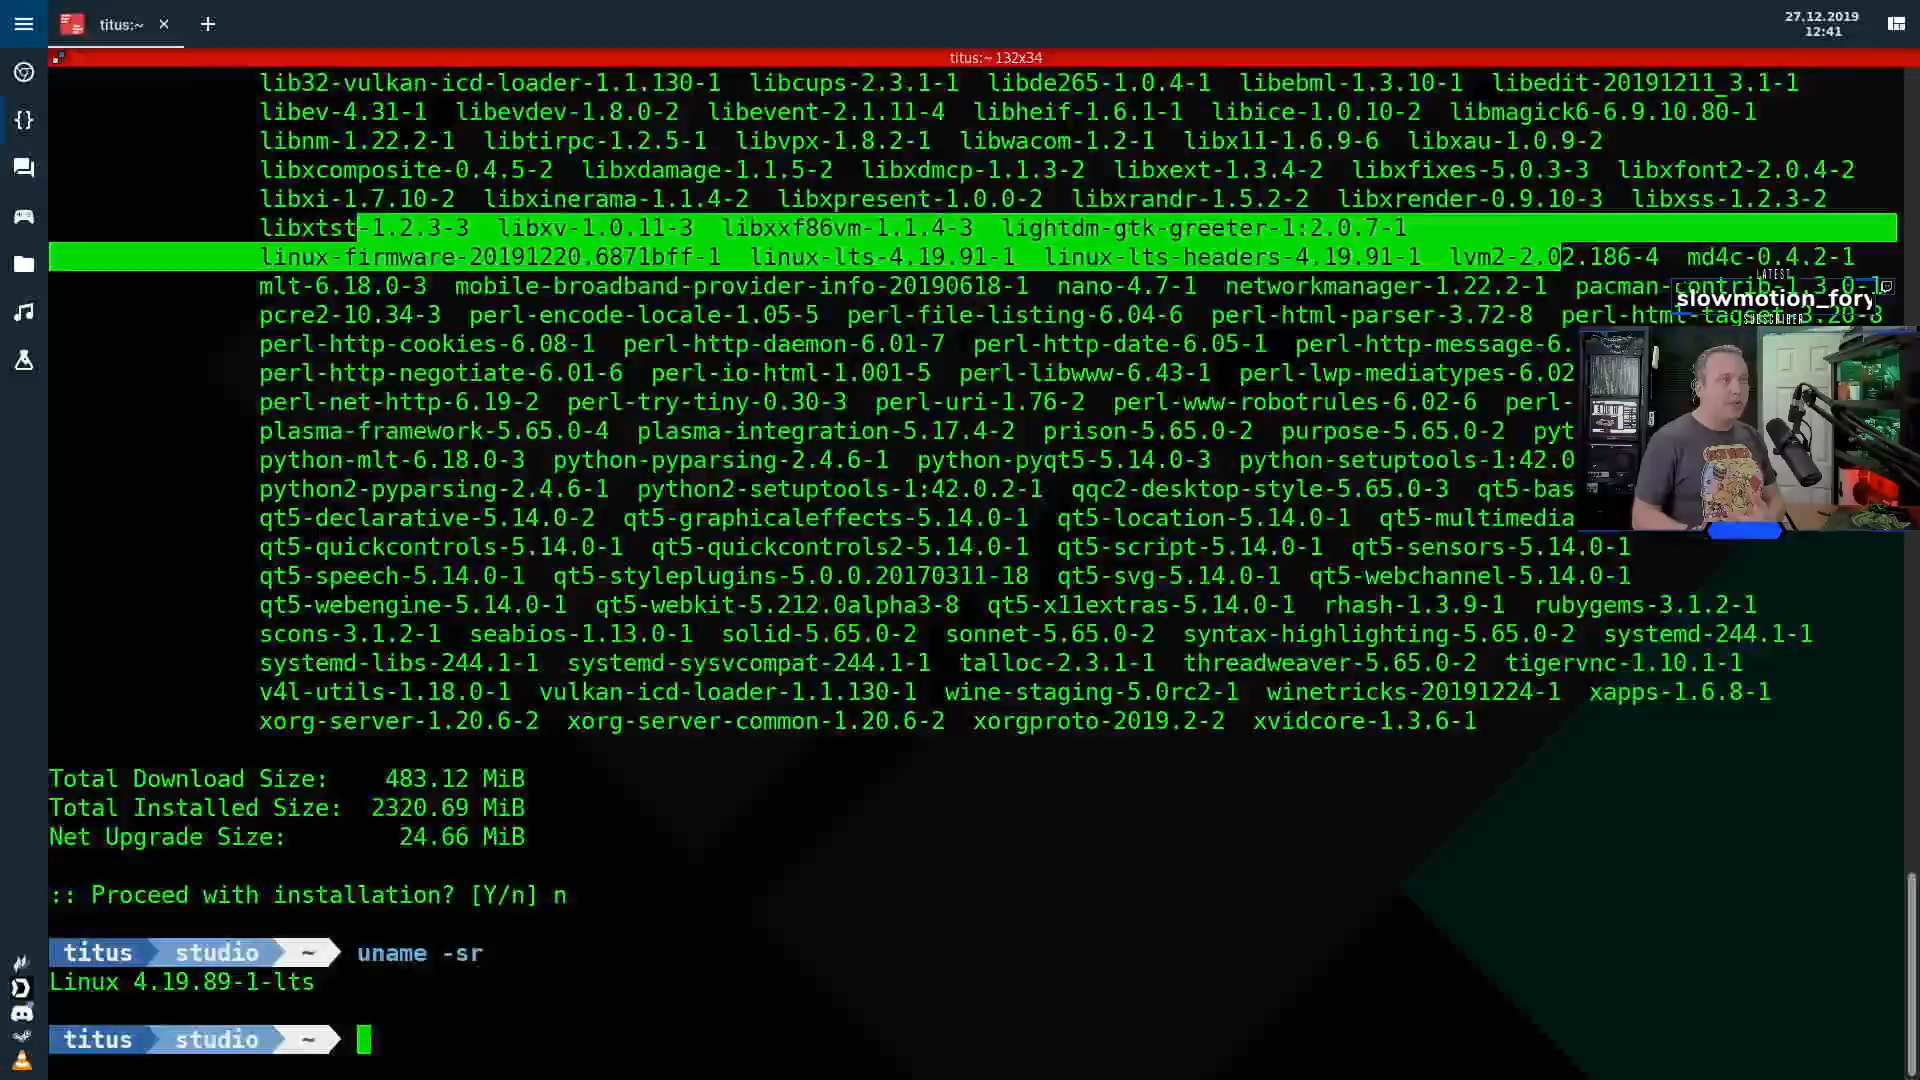 titus:~
27.12.2019
12:41
titus:~ 132x34
lib32-vulkan-icd-loader-1.1.130-1 libcups-2.3.1-1 libde265-1.0.4-1 libebml-1.3.10-1 libedit-20191211_3.1-1
libev-4.31-1 libevdev-1.8.0-2 libevent-2.1.11-4 libheif-1.6.1-1 libice-1.0.10-2 libmagick6-6.9.10.80-1
libnm-1.22.2-1 libtirpc-1.2.5-1 libvpx-1.8.2-1 libwacom-1.2-1 libx11-1.6.9-6 libxau-1.0.9-2
libxcomposite-0.4.5-2 libxdamage-1.1.5-2 libxdmcp-1.1.3-2 libxext-1.3.4-2 libxfixes-5.0.3-3 libxfont2-2.0.4-2
libxi-1.7.10-2 libxinerama-1.1.4-2 libxpresent-1.0.0-2 libxrandr-1.5.2-2 libxrender-0.9.10-3 libxss-1.2.3-2
libxtst-1.2.3-3 libxv-1.0.11-3 libxxf86vm-1.1.4-3 lightdm-gtk-greeter-1:2.0.7-1
linux-firmware-20191220.6871bff-1 linux-lts-4.19.91-1 linux-lts-headers-4.19.91-1 lvm2-2.02.186-4 md4c-0.4.2-1
LATEST
mlt-6.18.0-3 mobile-broadband-provider-info-20190618-1 nano-4.7-1 networkmanager-1.22.2-1 pacman-contrib-1.3.0-1
slowmotion_fory
pcre2-10.34-3 perl-encode-locale-1.05-5 perl-file-listing-6.04-6 perl-html-parser-3.72-8 perl-html-tagset-3.20-8
SUBSCRIBER
perl-http-cookies-6.08-1 perl-http-daemon-6.01-7 perl-http-date-6.05-1 perl-http-message-6.
perl-http-negotiate-6.01-6 perl-io-html-1.001-5 perl-libwww-6.43-1 perl-lwp-mediatypes-6.02
perl-net-http-6.19-2 perl-try-tiny-0.30-3 perl-uri-1.76-2 perl-www-robotrules-6.02-6 perl-
plasma-framework-5.65.0-4 plasma-integration-5.17.4-2 prison-5.65.0-2 purpose-5.65.0-2 pyt
python-mlt-6.18.0-3 python-pyparsing-2.4.6-1 python-pyqt5-5.14.0-3 python-setuptools-1:42.0
python2-pyparsing-2.4.6-1 python2-setuptools-1:42.0.2-1 qqc2-desktop-style-5.65.0-3 qt5-bas
qt5-declarative-5.14.0-2 qt5-graphicaleffects-5.14.0-1 qt5-location-5.14.0-1 qt5-multimedia
qt5-quickcontrols-5.14.0-1 qt5-quickcontrols2-5.14.0-1 qt5-script-5.14.0-1 qt5-sensors-5.14.0-1
qt5-speech-5.14.0-1 qt5-styleplugins-5.0.0.20170311-18 qt5-svg-5.14.0-1 qt5-webchannel-5.14.0-1
qt5-webengine-5.14.0-1 qt5-webkit-5.212.0alpha3-8 qt5-x11extras-5.14.0-1 rhash-1.3.9-1 rubygems-3.1.2-1
scons-3.1.2-1 seabios-1.13.0-1 solid-5.65.0-2 sonnet-5.65.0-2 syntax-highlighting-5.65.0-2 systemd-244.1-1
systemd-libs-244.1-1 systemd-sysvcompat-244.1-1 talloc-2.3.1-1 threadweaver-5.65.0-2 tigervnc-1.10.1-1
v4l-utils-1.18.0-1 vulkan-icd-loader-1.1.130-1 wine-staging-5.0rc2-1 winetricks-20191224-1 xapps-1.6.8-1
xorg-server-1.20.6-2 xorg-server-common-1.20.6-2 xorgproto-2019.2-2 xvidcore-1.3.6-1
Total Download Size: 483.12 MiB
Total Installed Size: 2320.69 MiB
Net Upgrade Size: 24.66 MiB
:: Proceed with installation? [Y/n] n
titus studio ~ uname -sr
Linux 4.19.89-1-lts
titus studio ~